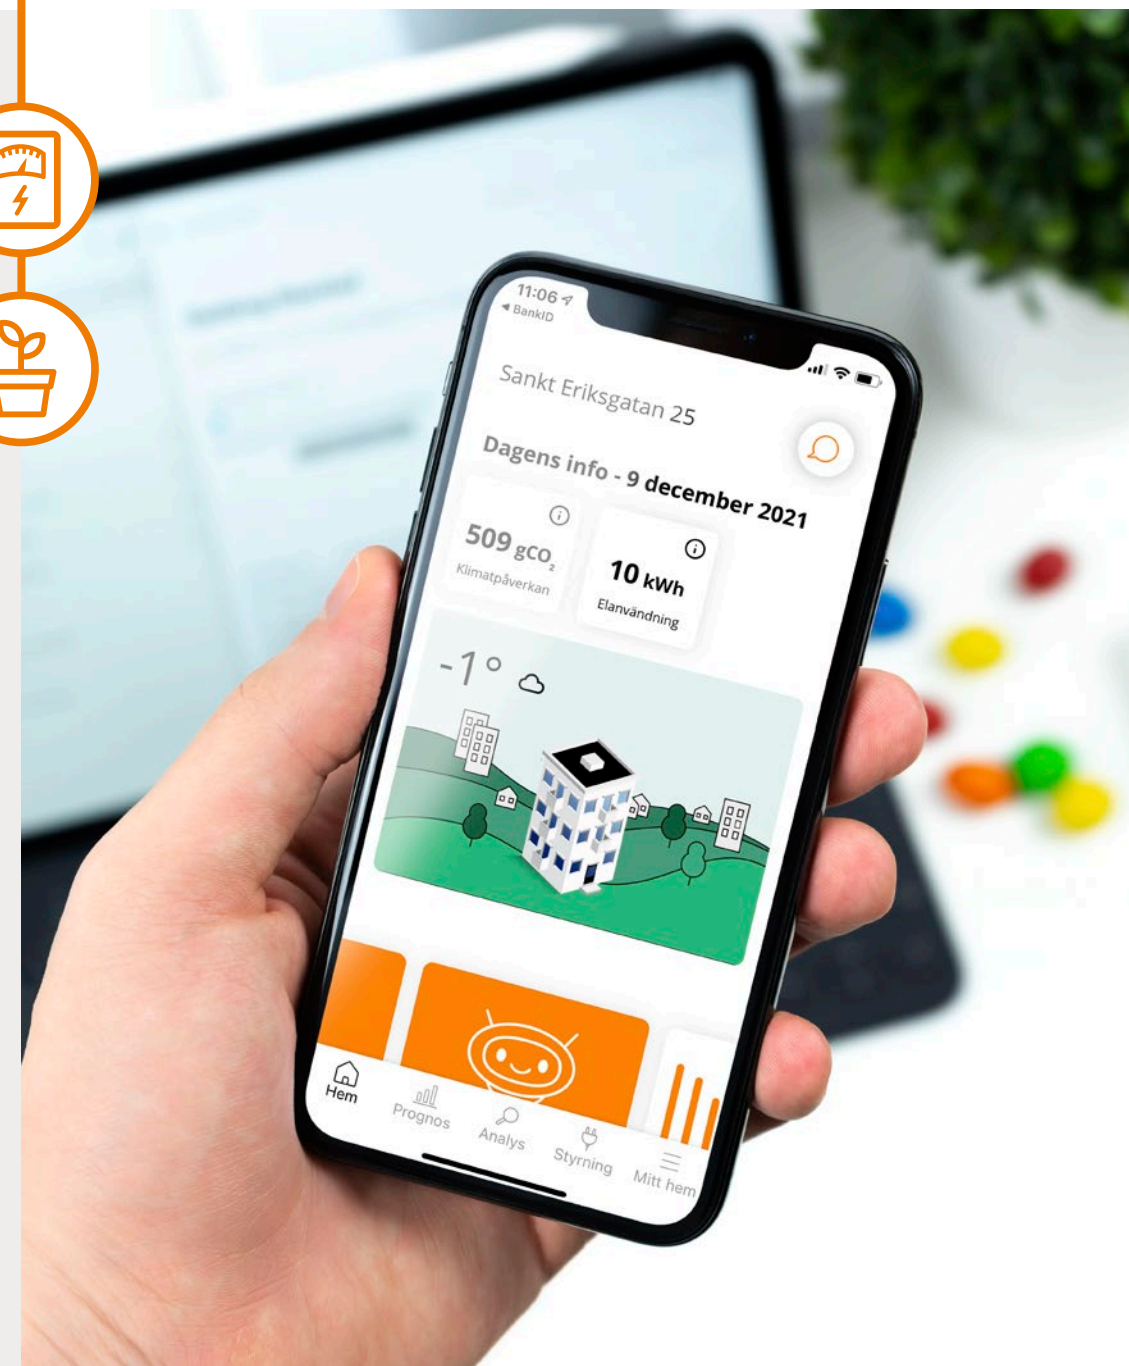 11:06
◀ BankID
Sankt Eriksgatan 25
Dagens info - 9 december 2021
509 gCO₂
Klimatpåverkan
10 kWh
Elanvändning
-1°
Hem
Prognos
Analys
Styrning
Mitt hem